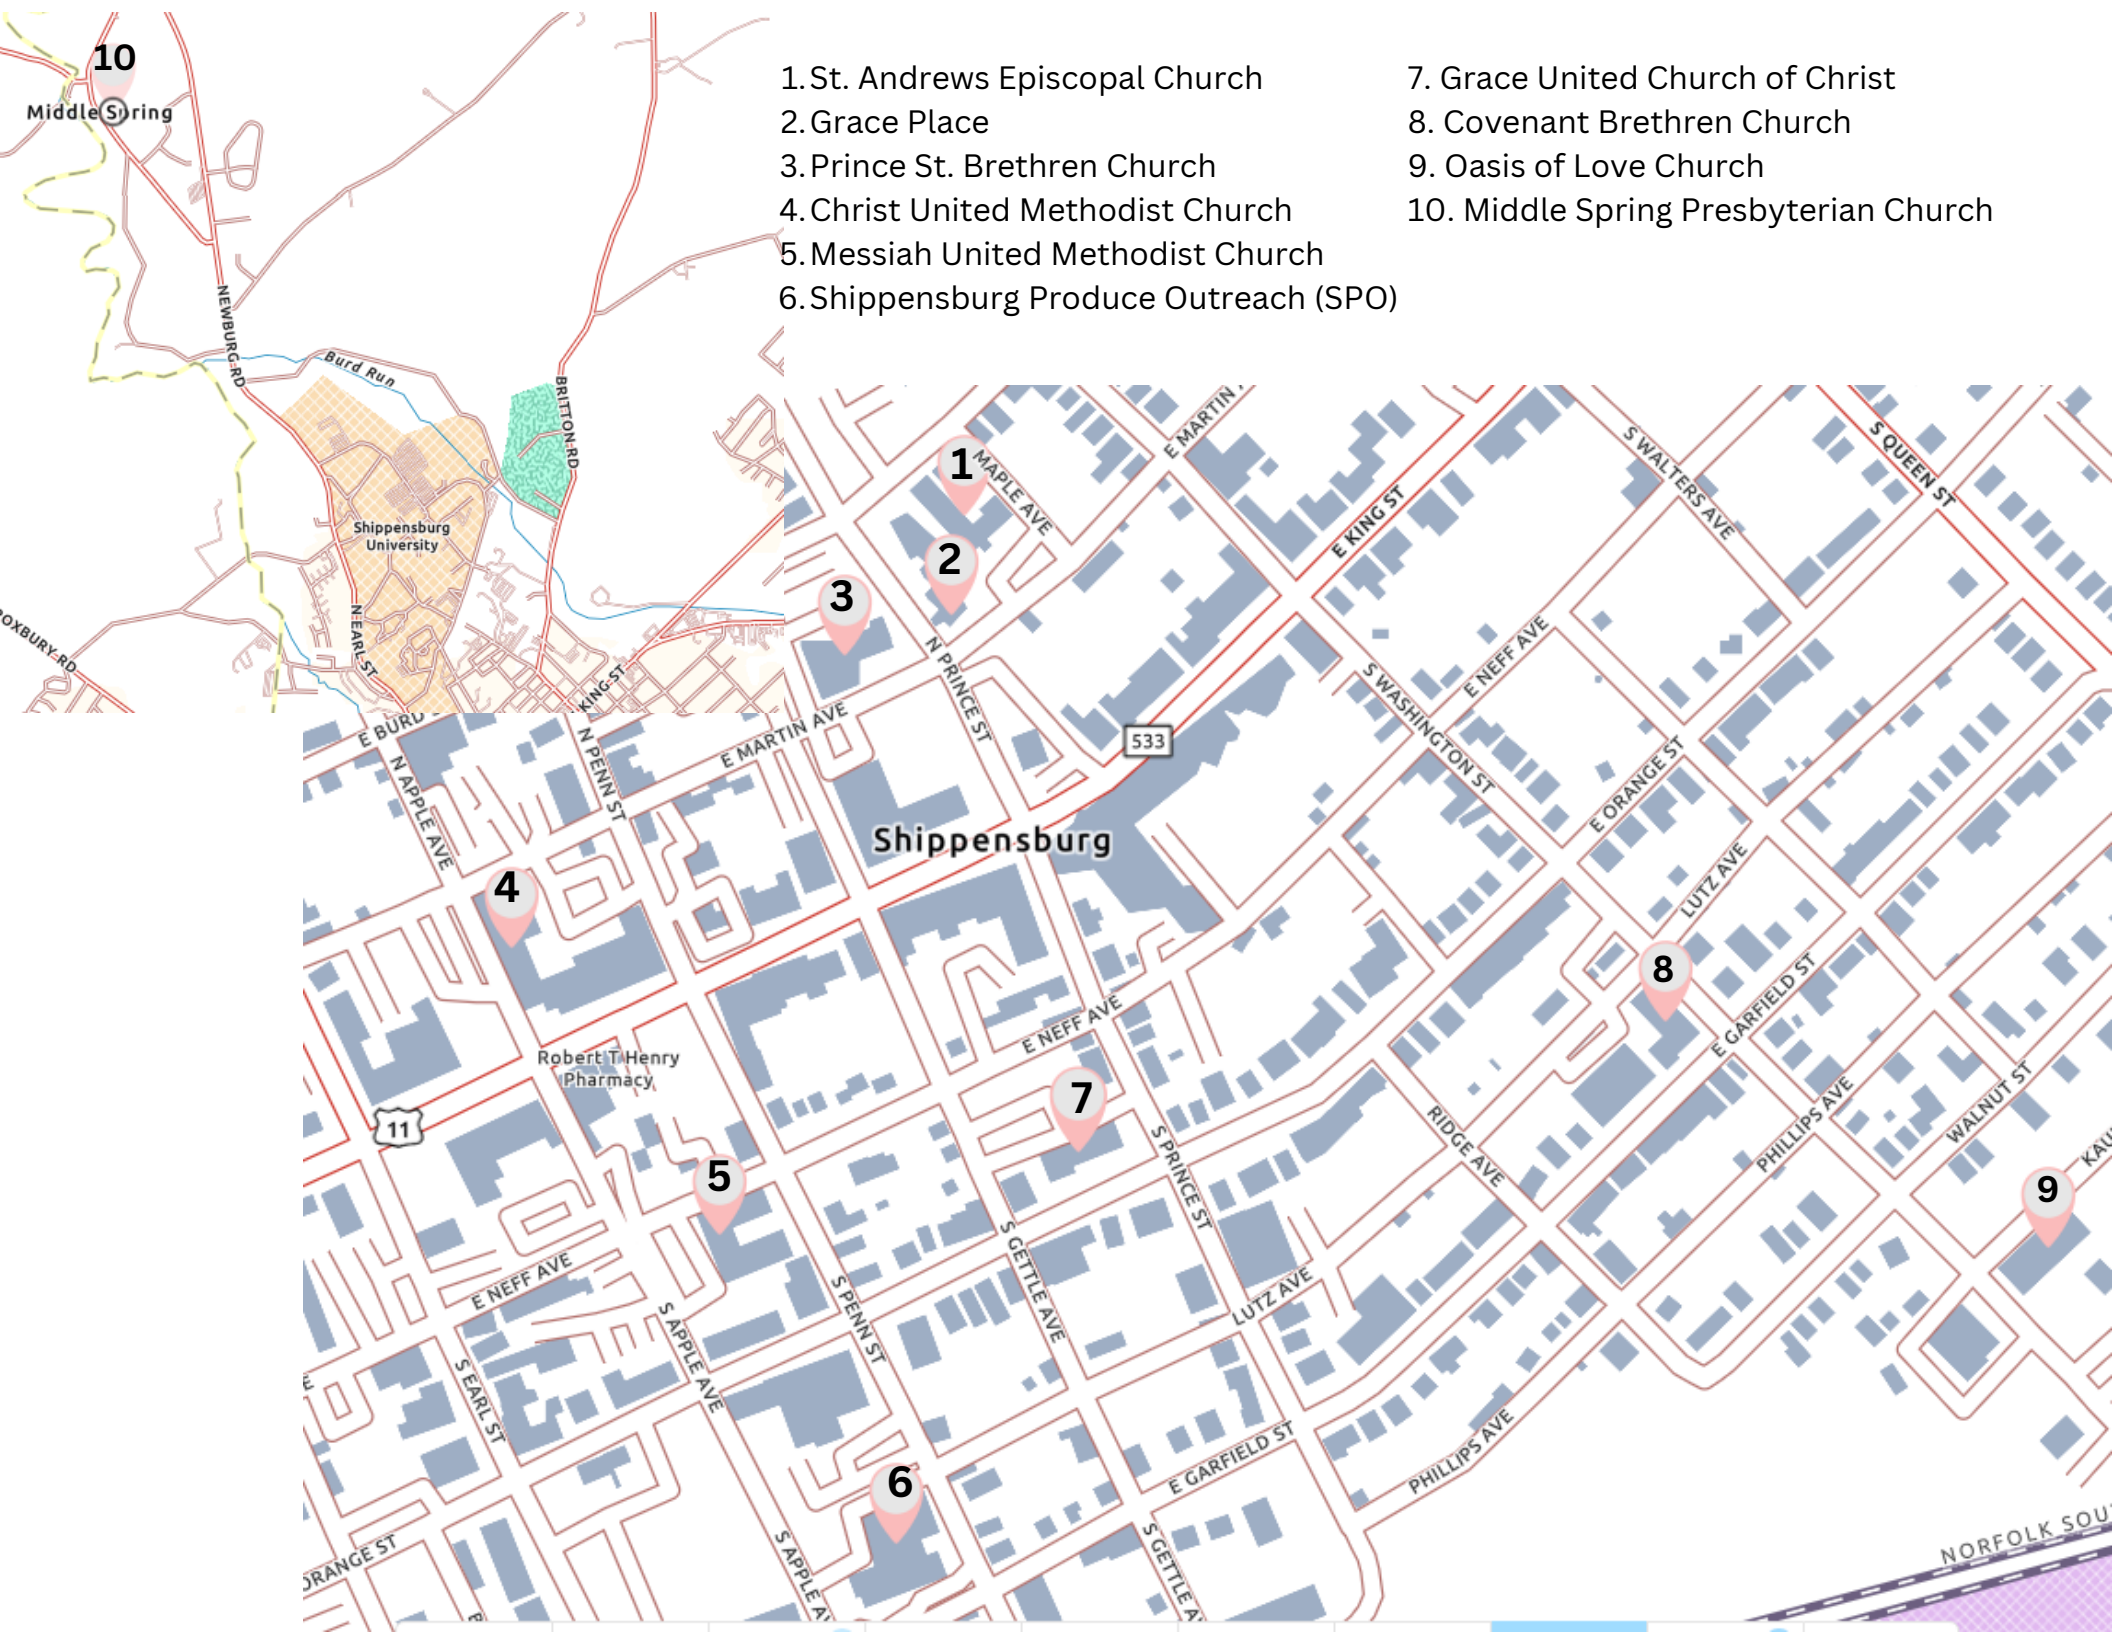 10
Middle Spring
1. St. Andrews Episcopal Church
2. Grace Place
3. Prince St. Brethren Church
4. Christ United Methodist Church
5. Messiah United Methodist Church
6. Shippensburg Produce Outreach (SPO)
7. Grace United Church of Christ
8. Covenant Brethren Church
9. Oasis of Love Church
10. Middle Spring Presbyterian Church
NEWBURG RD
Burd Run
BRITTON RD
Shippensburg
University
N EARL ST
OXBURY RD
KING ST
E MARTIN
S WALTERS AVE
S QUEEN ST
1
MAPLE AVE
E KING ST
2
3
N PRINCE ST
E NEFF AVE
S WASHINGTON ST
E BURD
N PENN ST
E MARTIN AVE
533
N APPLE AVE
E ORANGE ST
Shippensburg
LUTZ AVE
4
8
E GARFIELD ST
E NEFF AVE
Robert T Henry
Pharmacy
11
7
S PRINCE ST
RIDGE AVE
PHILLIPS AVE
WALNUT ST
KAU
5
9
S GETTLE AVE
E NEFF AVE
S PENN ST
LUTZ AVE
S APPLE AVE
S EARL ST
E GARFIELD ST
PHILLIPS AVE
6
ORANGE ST
S APPLE AV
S GETTLE A
NORFOLK SOU